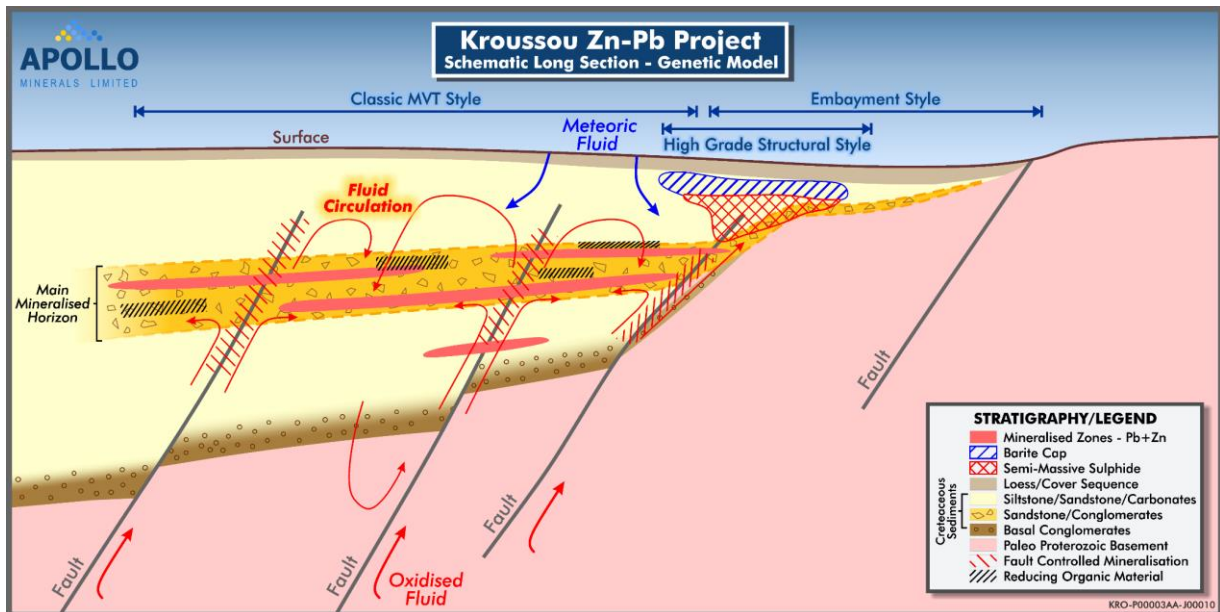 APOLLO
MINERALS LIMITED
Kroussou Zn-Pb Project
Schematic Long Section - Genetic Model
Classic MVT Style
Embayment Style
Surface
Meteoric
Fluid
High Grade Structural Style
Fluid
Circulation
Main
Mineralised
Horizon
Fault
Fault
Fault
Fault
Oxidised
Fluid
STRATIGRAPHY/LEGEND
Mineralised Zones - Pb+Zn
Barite Cap
Semi-Massive Sulphide
Loess/Cover Sequence
Creteaceous
Sediments
Siltstone/Sandstone/Carbonates
Sandstone/Conglomerates
Basal Conglomerates
Paleo Proterozoic Basement
Fault Controlled Mineralisation
Reducing Organic Material
KRO-P00003AA-J00010